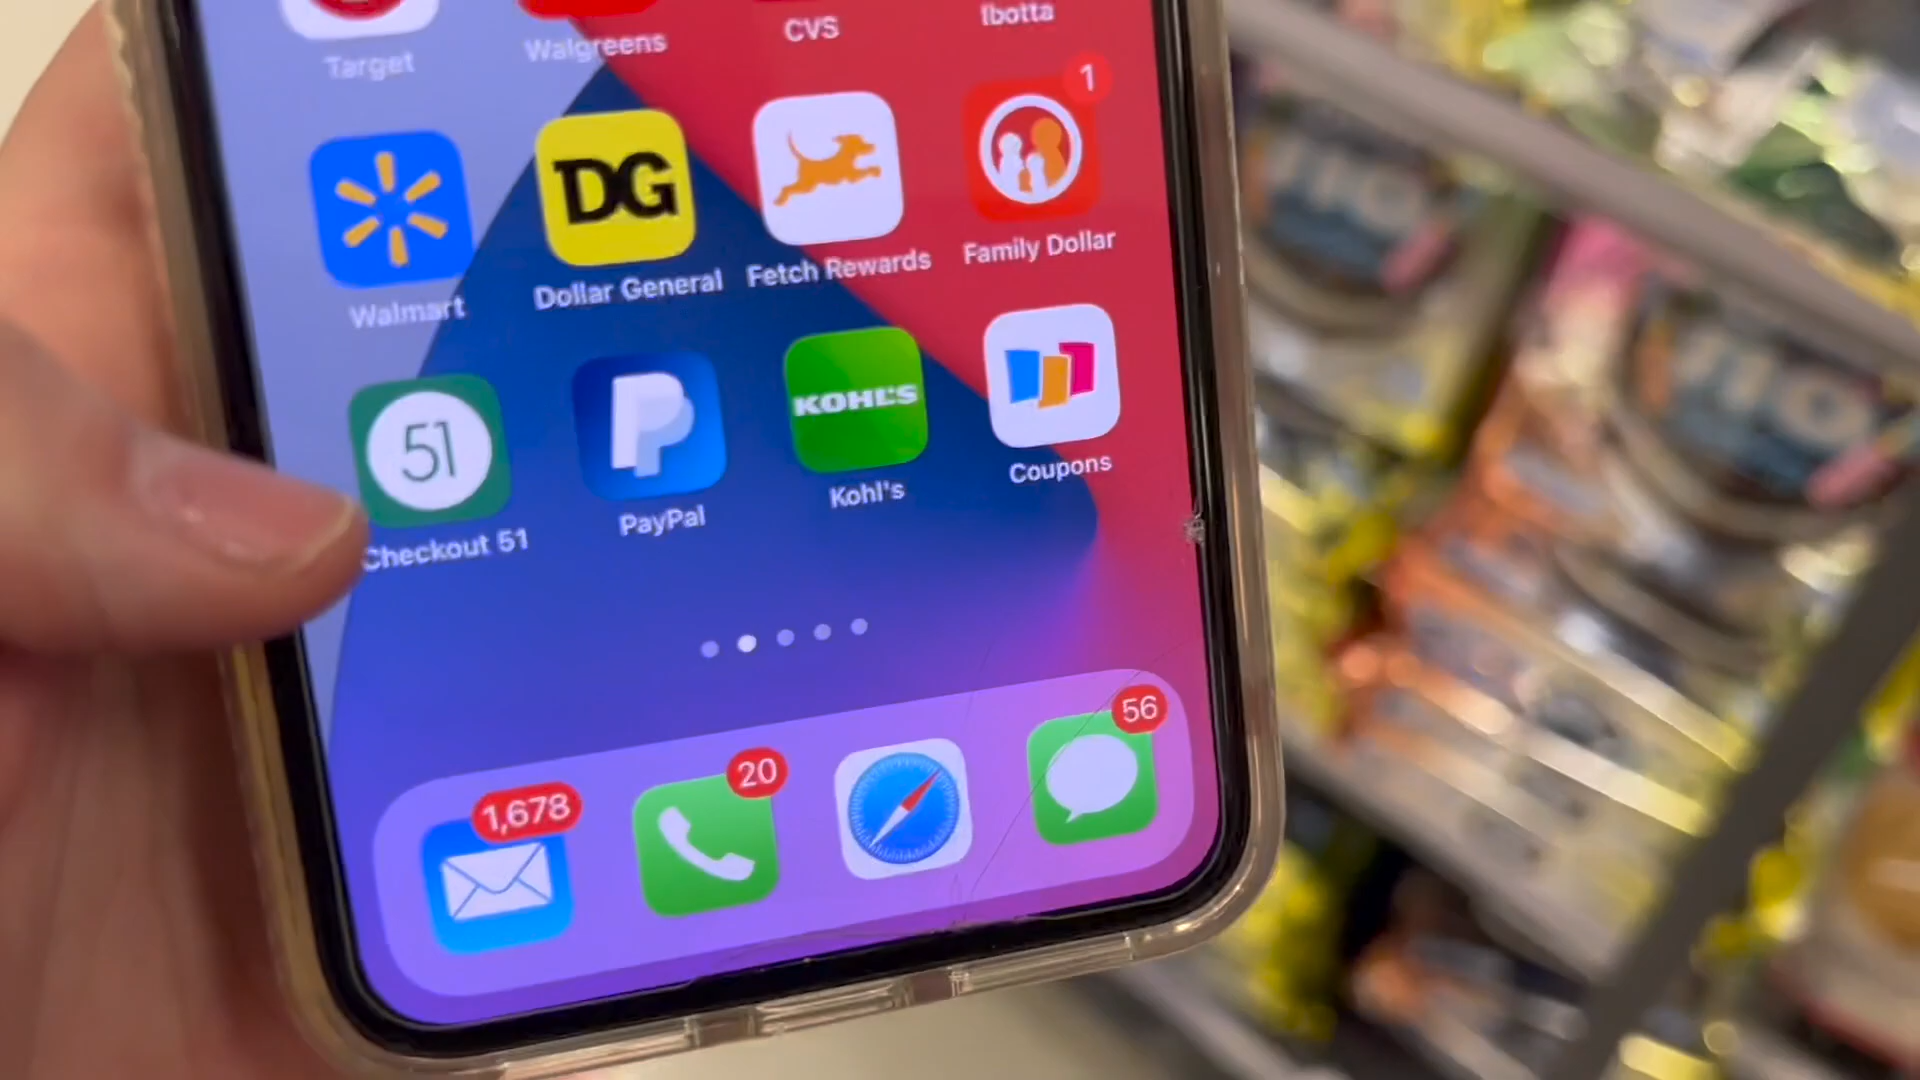 Target
Walgreens
CVS
Ibotta
1
DG
Walmart
Dollar General
Fetch Rewards
Family Dollar
51
P
KOHL'S
Checkout 51
PayPal
Kohl's
Coupons
1,678
20
56